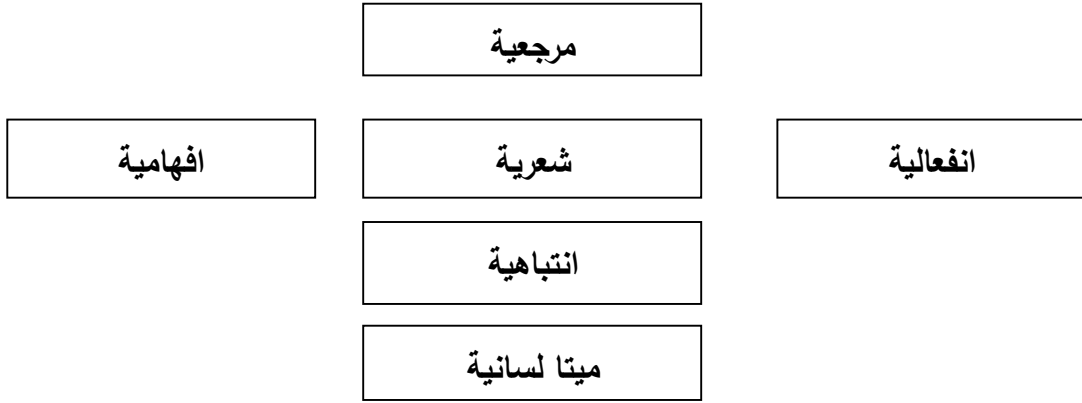 مرجعية
انفعالية
شعرية
افهامية
انتباهية
ميتا لسانية